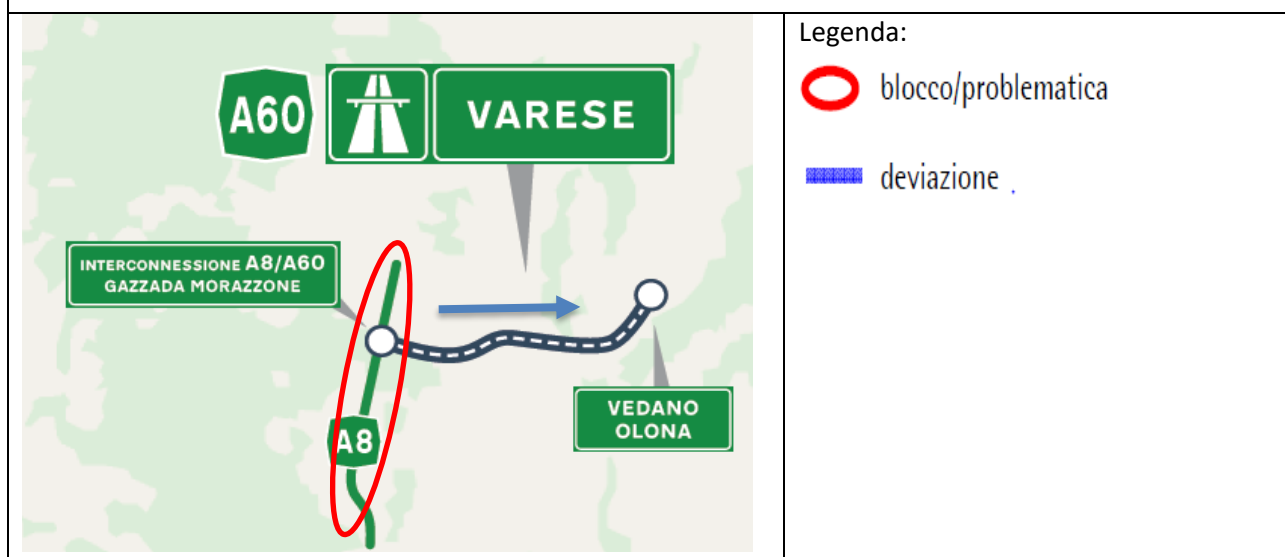 A60
VARESE
INTERCONNESSIONE A8/A60
GAZZADA MORAZZONE
A8
VEDANO
OLONA
Legenda:
blocco/problematica
deviazione .